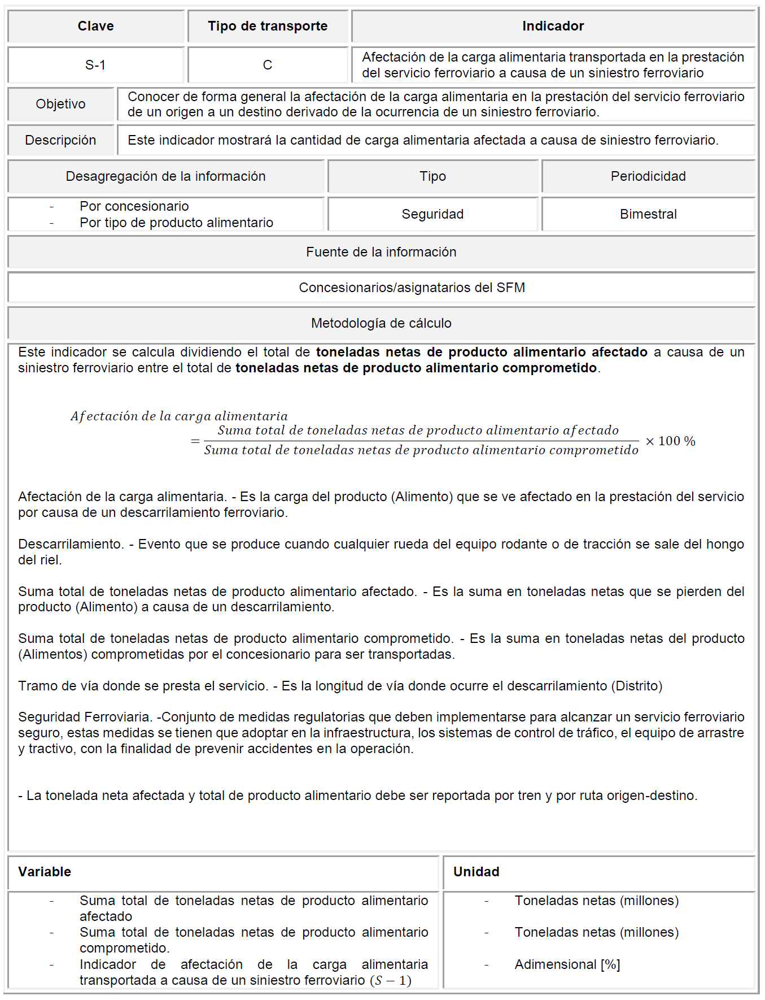 Clave Tipo de transporte Indicador
S-1 C Afectación de la carga alimentaria transportada en la prestación
del servicio ferroviario a causa de un siniestro ferroviario
Objetivo Conocer de forma general la afectación de la carga alimentaria en la prestación del servicio ferroviario
de un origen a un destino derivado de la ocurrencia de un siniestro ferroviario.
Descripción Este indicador mostrará la cantidad de carga alimentaria afectada a causa de siniestro ferroviario.
Desagregación de la información Tipo Periodicidad
- Por concesionario
- Por tipo de producto alimentario
Seguridad Bimestral
Fuente de la información
Concesionarios/asignatarios del SFM
Metodología de cálculo
Este indicador se calcula dividiendo el total de toneladas netas de producto alimentario afectado a causa de un
siniestro ferroviario entre el total de toneladas netas de producto alimentario comprometido.
Afectación de la carga alimentaria
Suma total de toneladas netas de producto alimentario afectado
= ――― × 100 %
Suma total de toneladas netas de producto alimentario comprometido
Afectación de la carga alimentaria. - Es la carga del producto (Alimento) que se ve afectado en la prestación del servicio
por causa de un descarrilamiento ferroviario.
Descarrilamiento. - Evento que se produce cuando cualquier rueda del equipo rodante o de tracción se sale del hongo
del riel.
Suma total de toneladas netas de producto alimentario afectado. - Es la suma en toneladas netas que se pierden del
producto (Alimento) a causa de un descarrilamiento.
Suma total de toneladas netas de producto alimentario comprometido. - Es la suma en toneladas netas del producto
(Alimentos) comprometidas por el concesionario para ser transportadas.
Tramo de vía donde se presta el servicio. - Es la longitud de vía donde ocurre el descarrilamiento (Distrito)
Seguridad Ferroviaria. -Conjunto de medidas regulatorias que deben implementarse para alcanzar un servicio ferroviario
seguro, estas medidas se tienen que adoptar en la infraestructura, los sistemas de control de tráfico, el equipo de arrastre
y tractivo, con la finalidad de prevenir accidentes en la operación.
- La tonelada neta afectada y total de producto alimentario debe ser reportada por tren y por ruta origen-destino.
Variable Unidad
- Suma total de toneladas netas de producto alimentario
afectado
- Suma total de toneladas netas de producto alimentario
comprometido.
- Indicador de afectación de la carga alimentaria
transportada a causa de un siniestro ferroviario (S − 1)
- Toneladas netas (millones)
- Toneladas netas (millones)
- Adimensional [%]